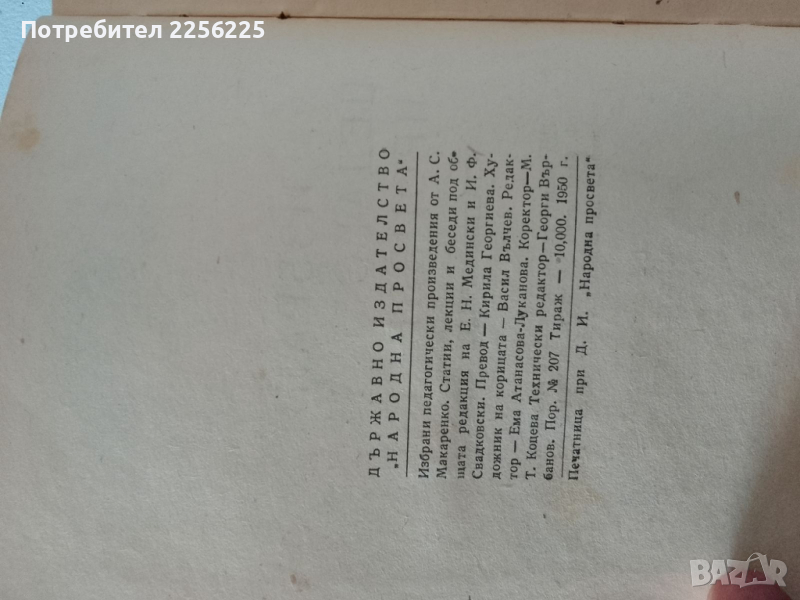 Потребител 2256225
ДЪРЖАВНО ИЗДАТЕЛСТВО
„НАРОДНА ПРОСВЕТА“
Избрани педагогически произведения от А. С.
Макаренко. Статии, лекции и беседи под об-
щата редакция на Е. Н. Медински и И. Ф.
Свадковски. Превод — Кирила Георгиева. Ху-
дожник на корицата — Васил Вълчев. Редак-
тор — Ема Атанасова-Луканова. Коректор—М.
Т. Коцева Технически редактор—Георги Вър-
банов. Пор. № 207 Тираж — 10,000. 1950 г.
Печатница при Д. И. „Народна просвета“
BAZAR